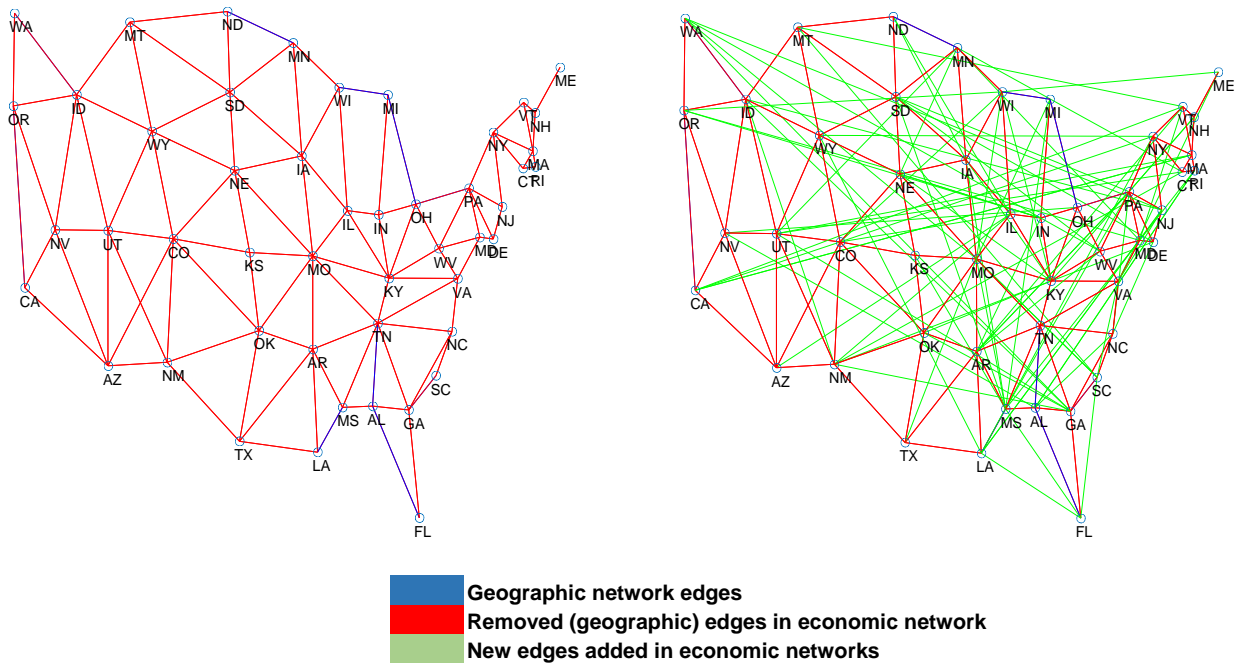 WA
ND
MT
MN
ME
WI
MI
ID
SD
VT
OR
NH
WY
NY
IA
MA
NE
CT
RI
PA
OH
NJ
IL
IN
NV
UT
CO
WV
MD
DE
KS
MO
CA
KY
VA
OK
TN
NC
AR
AZ
NM
SC
MS
AL
GA
TX
LA
FL
WA
ND
MT
MN
ME
WI
MI
ID
SD
VT
OR
NH
WY
NY
IA
MA
NE
CT
RI
PA
OH
NJ
IL
IN
NV
UT
CO
WV
MD
DE
KS
MO
CA
KY
VA
OK
TN
NC
AR
AZ
NM
SC
MS
AL
GA
TX
LA
FL
Geographic network edges
Removed (geographic) edges in economic network
New edges added in economic networks